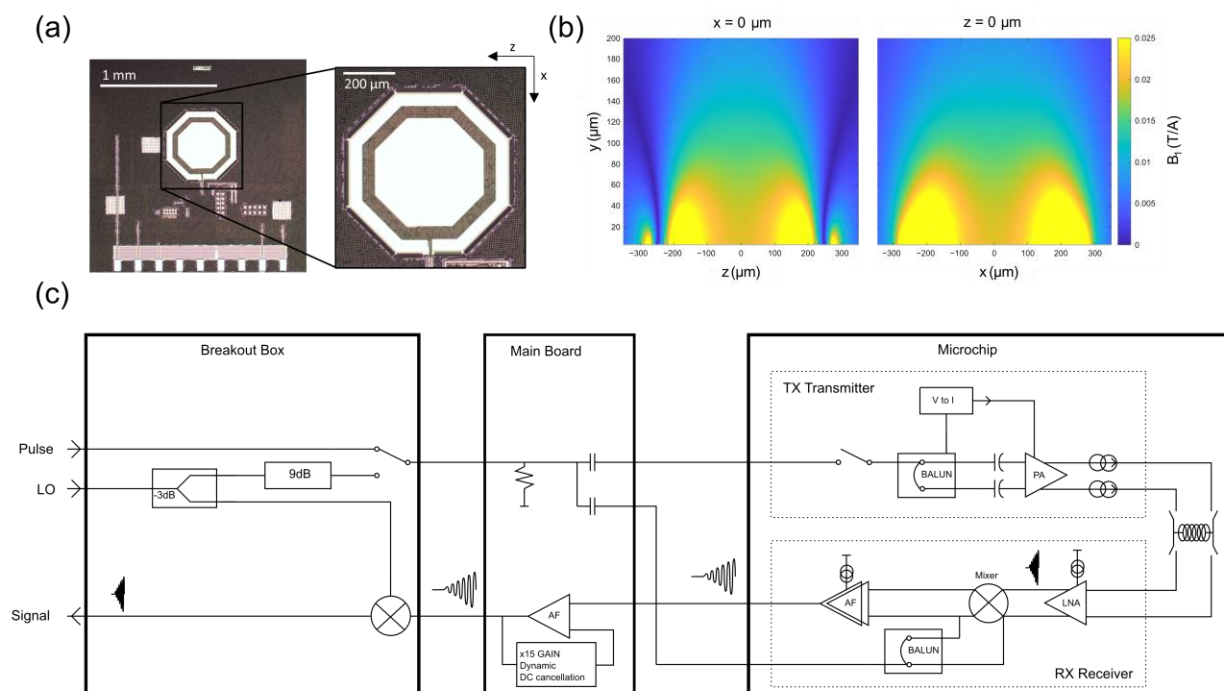 (a)
1 mm
200 µm
z
x
(b)
x = 0 µm
z = 0 µm
y (µm)
200
180
160
140
120
100
80
60
40
20
−300 −200 −100 0 100 200 300
z (µm)
−300 −200 −100 0 100 200 300
x (µm)
0.025
0.02
0.015
0.01
0.005
0
B₁ (T/A)
(c)
Breakout Box
Main Board
Microchip
TX Transmitter
V to I
Pulse
LO
-3dB
9dB
BALUN
PA
Signal
AF
x15 GAIN
Dynamic
DC cancellation
AF
Mixer
LNA
BALUN
RX Receiver